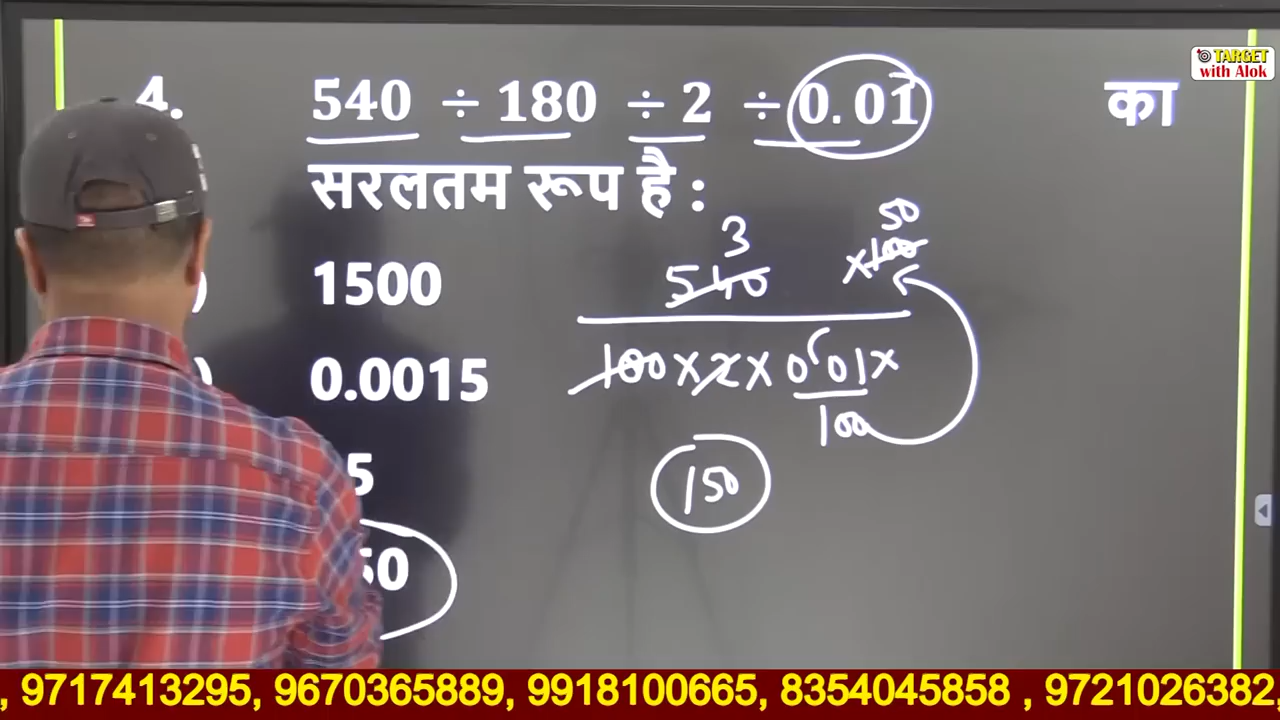 TARGET
with Alok
4. 540 ÷ 180 ÷ 2 ÷ 0.01 का
सरलतम रूप है :
1500
0.0015
5
50
3 50
540 ×100
100 × 2 × 0.01 ×
100
150
, 9717413295, 9670365889, 9918100665, 8354045858 , 9721026382,